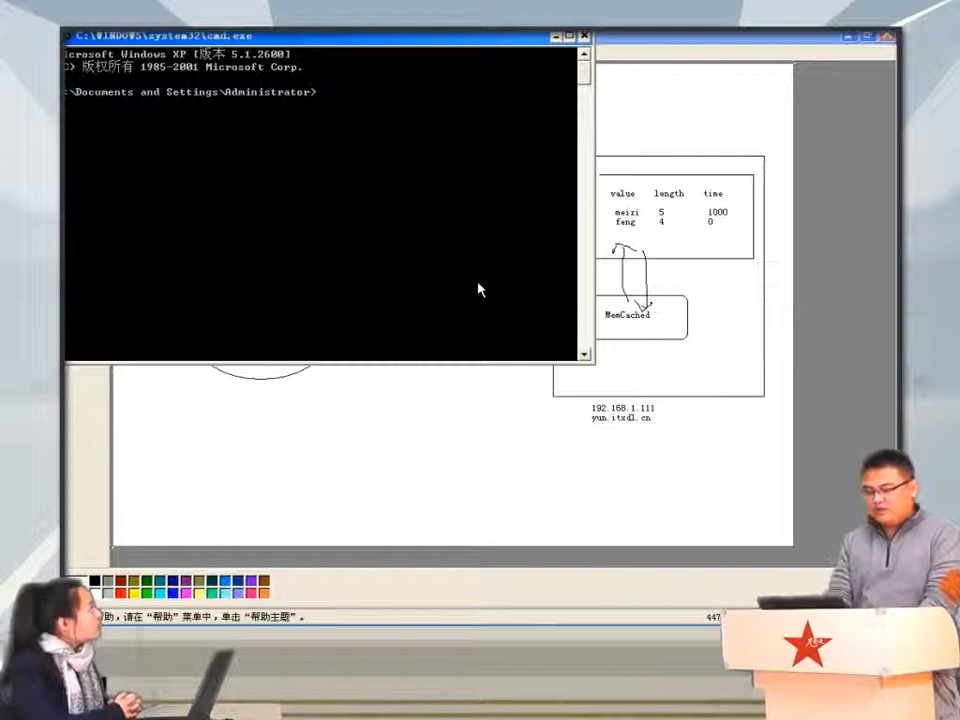 C:\WINDOWS\system32\cmd.exe
icrosoft Windows XP [版本 5.1.2600]
C> 版权所有 1985-2001 Microsoft Corp.
:\Documents and Settings\Administrator>
value length time
meizi 5 1000
feng 4 0
MemCached
192.168.1.111
yun.itxdl.cn
助,请在“帮助”菜单中,单击“帮助主题”。
447